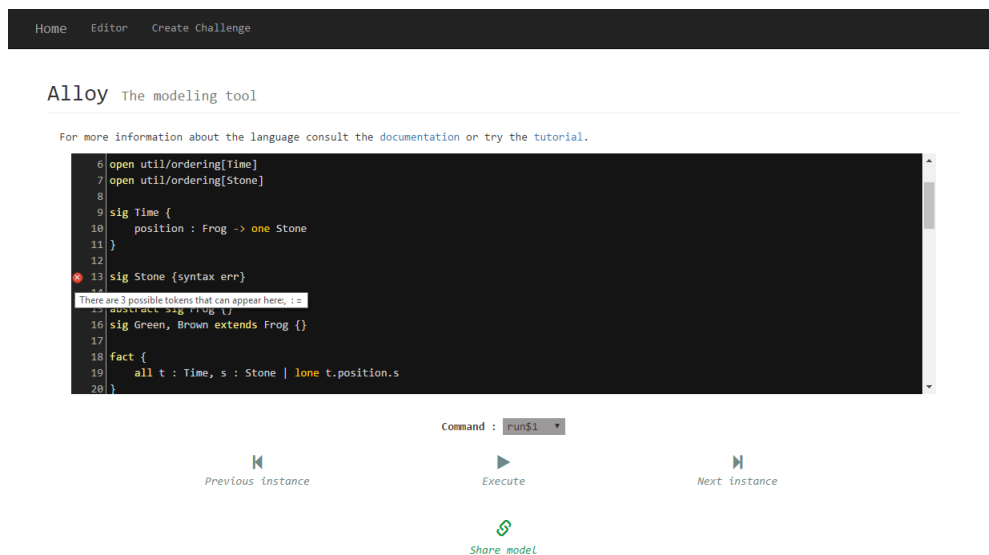 Home Editor Create Challenge
Alloy The modeling tool
For more information about the language consult the documentation or try the tutorial.
6 open util/ordering[Time]
7 open util/ordering[Stone]
8
9 sig Time {
10 position : Frog -> one Stone
11 }
12
13 sig Stone {syntax err}
There are 3 possible tokens that can appear here:, : =
15 abstract sig Frog {}
16 sig Green, Brown extends Frog {}
17
18 fact {
19 all t : Time, s : Stone | lone t.position.s
20 }
Command : run$1
Previous instance Execute Next instance
Share model